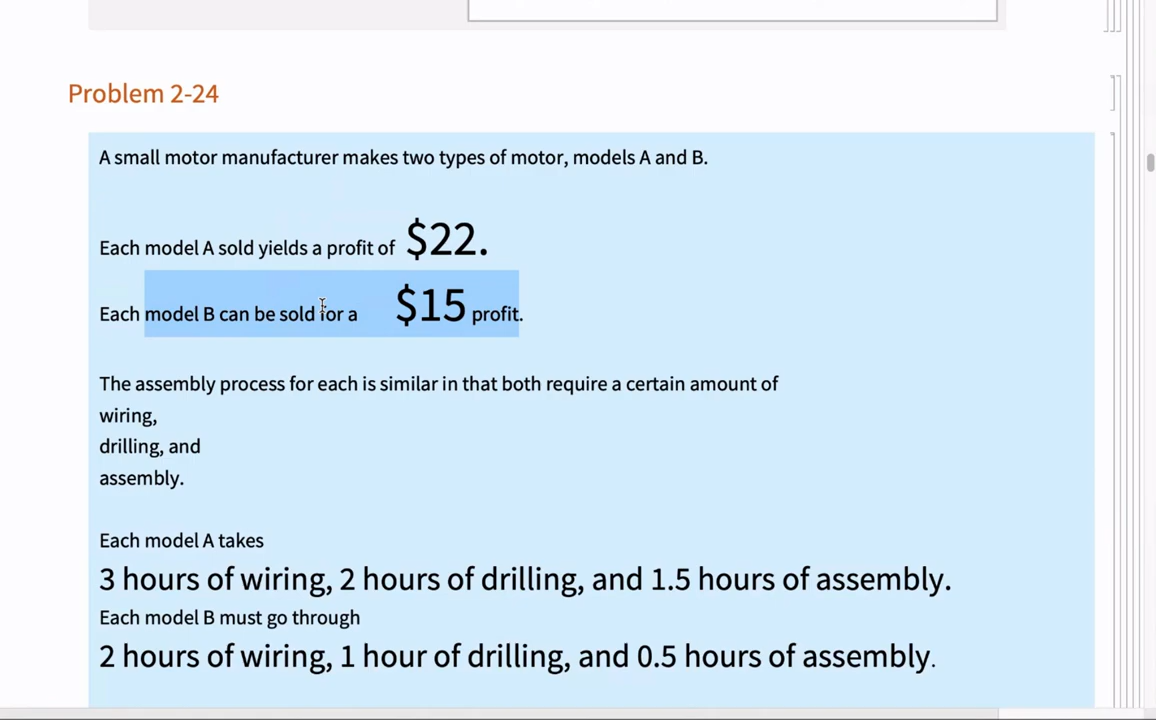 Problem 2-24
A small motor manufacturer makes two types of motor, models A and B.
Each model A sold yields a profit of $22.
Each model B can be sold for a $15 profit.
The assembly process for each is similar in that both require a certain amount of
wiring,
drilling, and
assembly.
Each model A takes
3 hours of wiring, 2 hours of drilling, and 1.5 hours of assembly.
Each model B must go through
2 hours of wiring, 1 hour of drilling, and 0.5 hours of assembly.